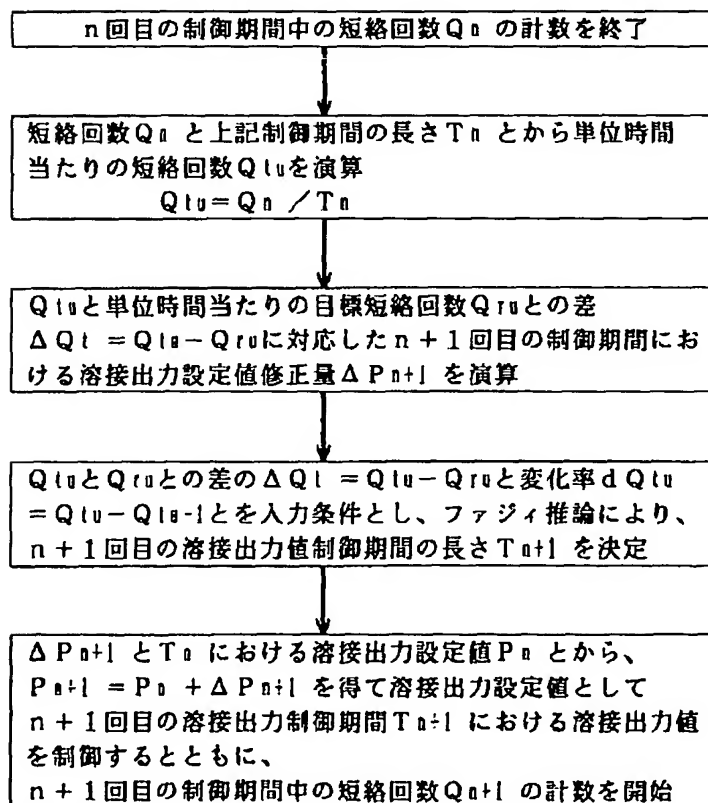 n回目の制御期間中の短絡回数Qn の計数を終了
短絡回数Qn と上記制御期間の長さTn とから単位時間
当たりの短絡回数Qtnを演算
Qtn＝Qn ／Tn
Qtnと単位時間当たりの目標短絡回数Qrnとの差
ΔQt ＝Qtn－Qrnに対応したn＋1回目の制御期間にお
ける溶接出力設定値修正量ΔPn+1 を演算
QtnとQrnとの差のΔQt ＝Qtn－Qrnと変化率dQtn
＝Qtn－Qtn-1とを入力条件とし、ファジィ推論により、
n＋1回目の溶接出力値制御期間の長さTn+1 を決定
ΔPn+1 とTn における溶接出力設定値Pn とから、
Pn+1 ＝Pn ＋ΔPn+1 を得て溶接出力設定値として
n＋1回目の溶接出力制御期間Tn+1 における溶接出力値
を制御するとともに、
n＋1回目の制御期間中の短絡回数Qn+1 の計数を開始